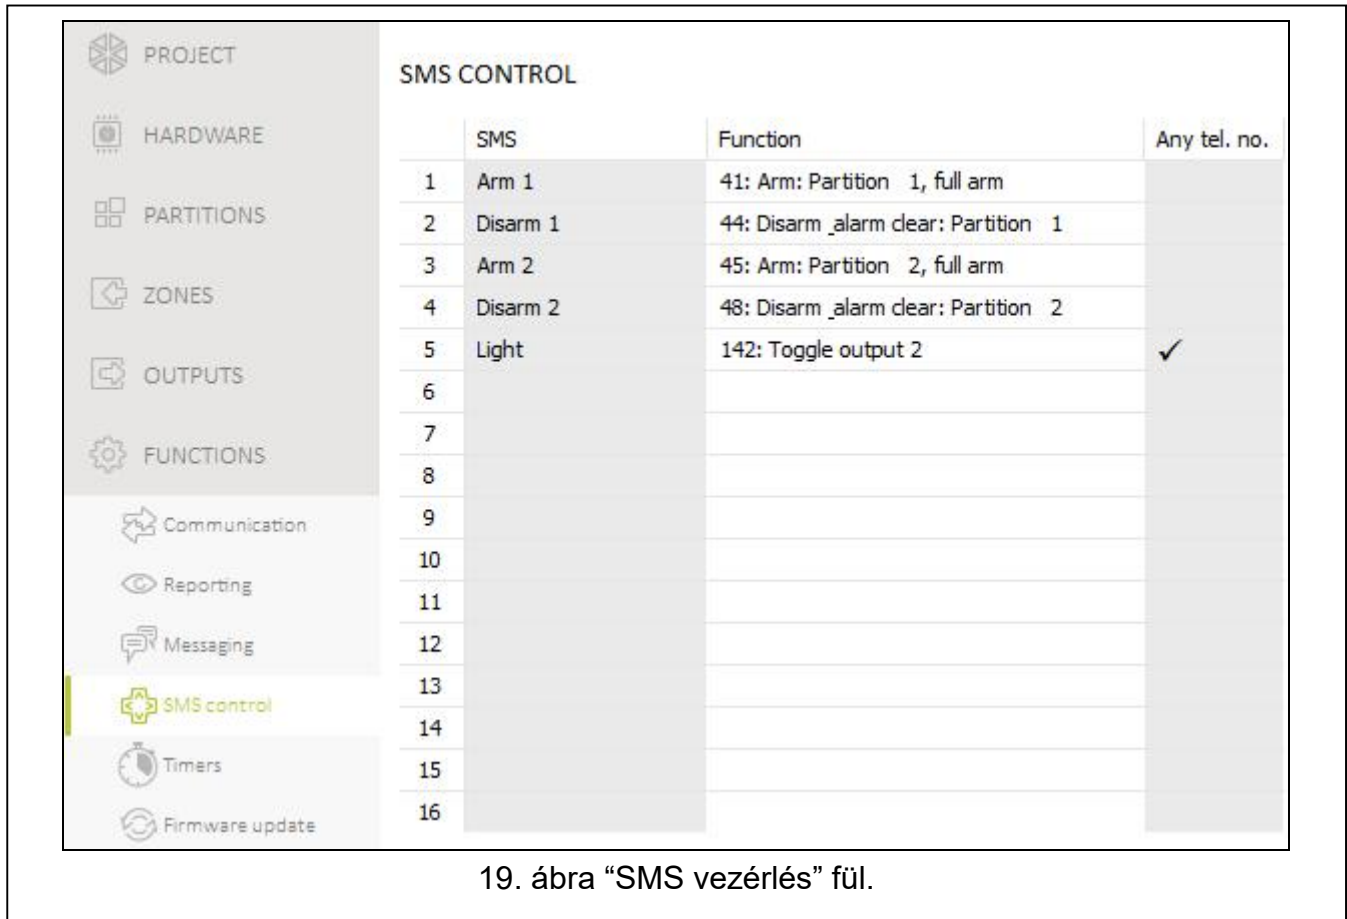 PROJECT
HARDWARE
PARTITIONS
ZONES
OUTPUTS
FUNCTIONS
Communication
Reporting
Messaging
SMS control
Timers
Firmware update
SMS CONTROL
SMS Function Any tel. no.
1 Arm 1 41: Arm: Partition 1, full arm
2 Disarm 1 44: Disarm _alarm clear: Partition 1
3 Arm 2 45: Arm: Partition 2, full arm
4 Disarm 2 48: Disarm _alarm clear: Partition 2
5 Light 142: Toggle output 2 ✓
6
7
8
9
10
11
12
13
14
15
16
19. ábra “SMS vezérlés” fül.